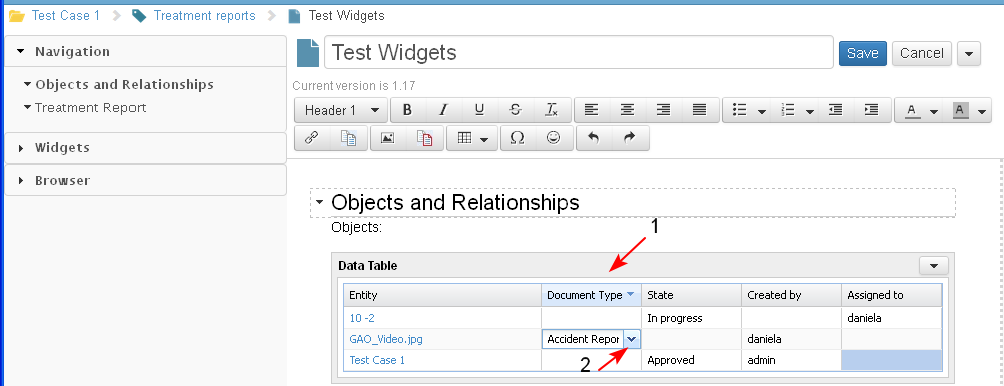 Test Case 1 Treatment reports Test Widgets
Navigation
Objects and Relationships
Treatment Report
Widgets
Browser
Test Widgets Save Cancel
Current version is 1.17
Header 1 B I U S Tx A A
Ω
Objects and Relationships
Objects:
1
Data Table
Entity Document Type State Created by Assigned to
10 -2 In progress daniela
GAO_Video.jpg Accident Repor daniela
2
Test Case 1 Approved admin